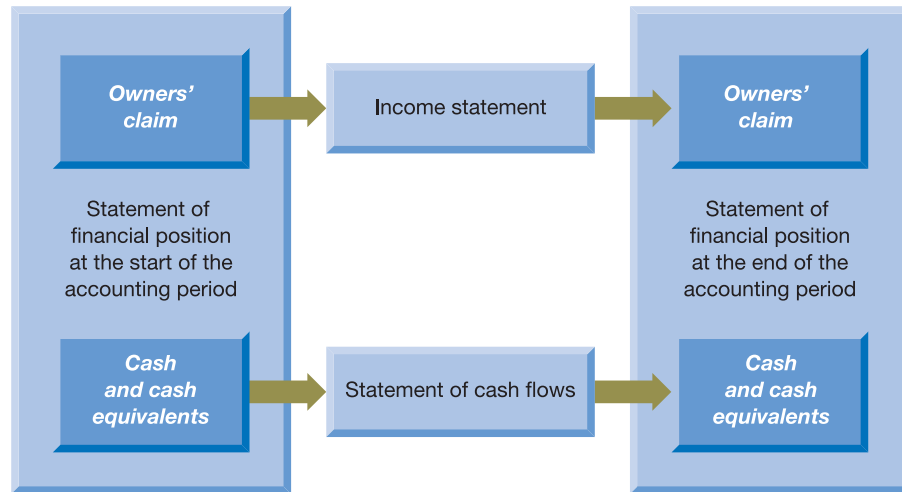 Owners'
claim
Statement of
financial position
at the start of the
accounting period
Cash
and cash
equivalents
Income statement
Statement of cash flows
Owners'
claim
Statement of
financial position
at the end of the
accounting period
Cash
and cash
equivalents